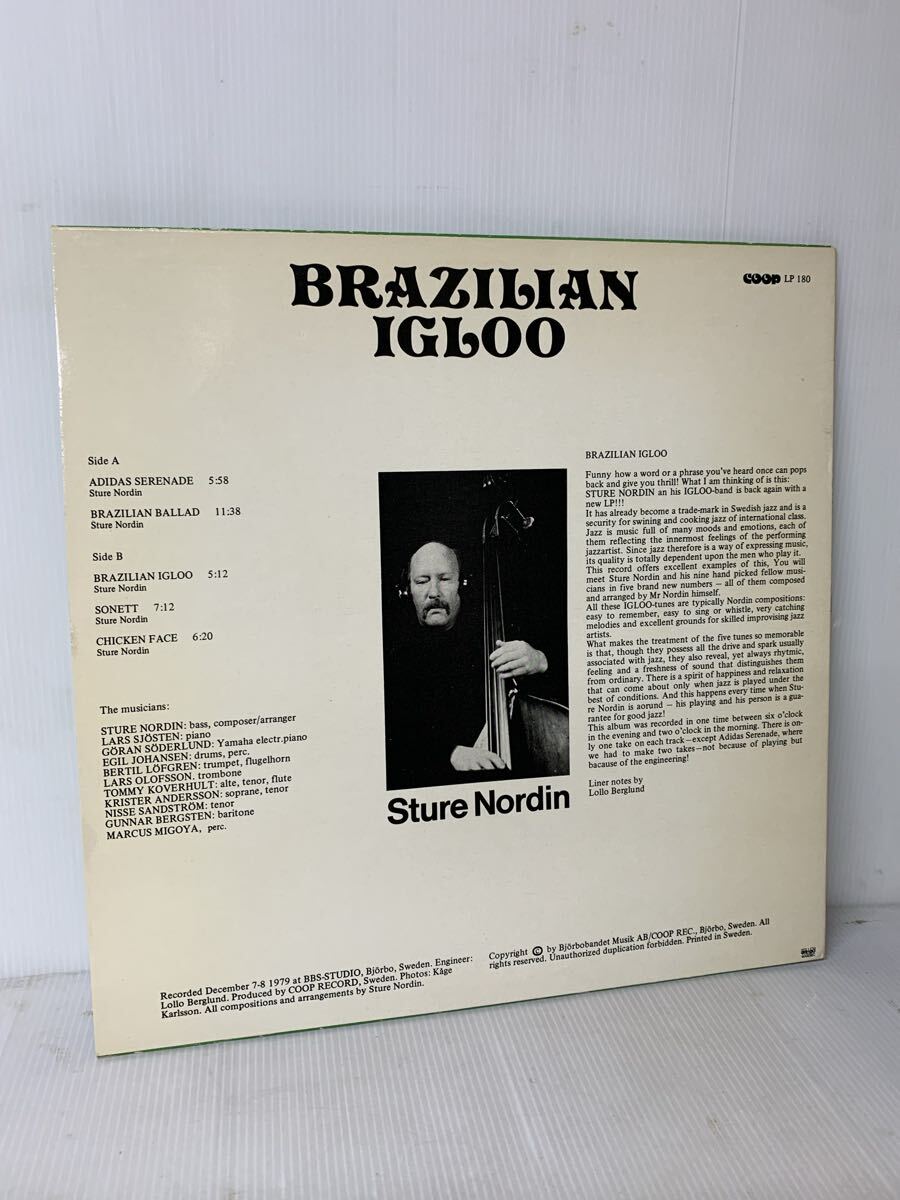 BRAZILIAN
IGLOO
COOP LP 180
Side A
ADIDAS SERENADE 5:58
Sture Nordin
BRAZILIAN BALLAD 11:38
Sture Nordin
Side B
BRAZILIAN IGLOO 5:12
Sture Nordin
SONETT 7:12
Sture Nordin
CHICKEN FACE 6:20
Sture Nordin
The musicians:
STURE NORDIN: bass, composer/arranger
LARS SJÖSTEN: piano
GÖRAN SÖDERLUND: Yamaha electr.piano
EGIL JOHANSEN: drums, perc.
BERTIL LÖFGREN: trumpet, flugelhorn
LARS OLOFSSON. trombone
TOMMY KOVERHULT: alte, tenor, flute
KRISTER ANDERSSON: soprane, tenor
NISSE SANDSTRÖM: tenor
GUNNAR BERGSTEN: baritone
MARCUS MIGOYA, perc.
Sture Nordin
BRAZILIAN IGLOO
Funny how a word or a phrase you've heard once can pops
back and give you thrill! What I am thinking of is this:
STURE NORDIN an his IGLOO-band is back again with a
new LP!!!
It has already become a trade-mark in Swedish jazz and is a
security for swining and cooking jazz of international class.
Jazz is music full of many moods and emotions, each of
them reflecting the innermost feelings of the performing
jazzartist. Since jazz therefore is a way of expressing music,
its quality is totally dependent upon the men who play it.
This record offers excellent examples of this, You will
meet Sture Nordin and his nine hand picked fellow musi-
cians in five brand new numbers – all of them composed
and arranged by Mr Nordin himself.
All these IGLOO-tunes are typically Nordin compositions:
easy to remember, easy to sing or whistle, very catching
melodies and excellent grounds for skilled improvising jazz
artists.
What makes the treatment of the five tunes so memorable
is that, though they possess all the drive and spark usually
associated with jazz, they also reveal, yet always rhytmic,
feeling and a freshness of sound that distinguishes them
from ordinary. There is a spirit of happiness and relaxation
that can come about only when jazz is played under the
best of conditions. And this happens every time when Stu-
re Nordin is aorund – his playing and his person is a gua-
rantee for good jazz!
This album was recorded in one time between six o'clock
in the evening and two o'clock in the morning. There is on-
ly one take on each track–except Adidas Serenade, where
we had to make two takes–not because of playing but
bacause of the engineering!
Liner notes by
Lollo Berglund
Recorded December 7-8 1979 at BBS-STUDIO, Björbo, Sweden. Engineer:
Lollo Berglund. Produced by COOP RECORD, Sweden. Photos: Kåge
Karlsson. All compositions and arrangements by Sture Nordin.
Copyright © by Björbobandet Musik AB/COOP REC., Björbo, Sweden. All
rights reserved. Unauthorized duplication forbidden. Printed in Sweden.